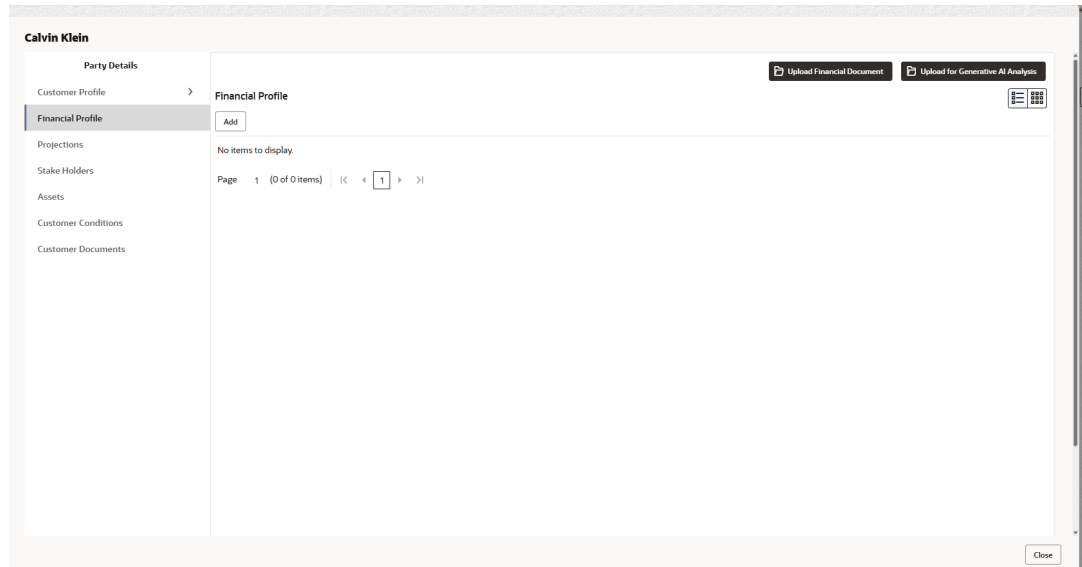 Calvin Klein
Party Details
Customer Profile
Financial Profile
Projections
Stake Holders
Assets
Customer Conditions
Customer Documents
Upload Financial Document Upload for Generative AI Analysis
Financial Profile
Add
No items to display.
Page 1 (0 of 0 items) 1
Close